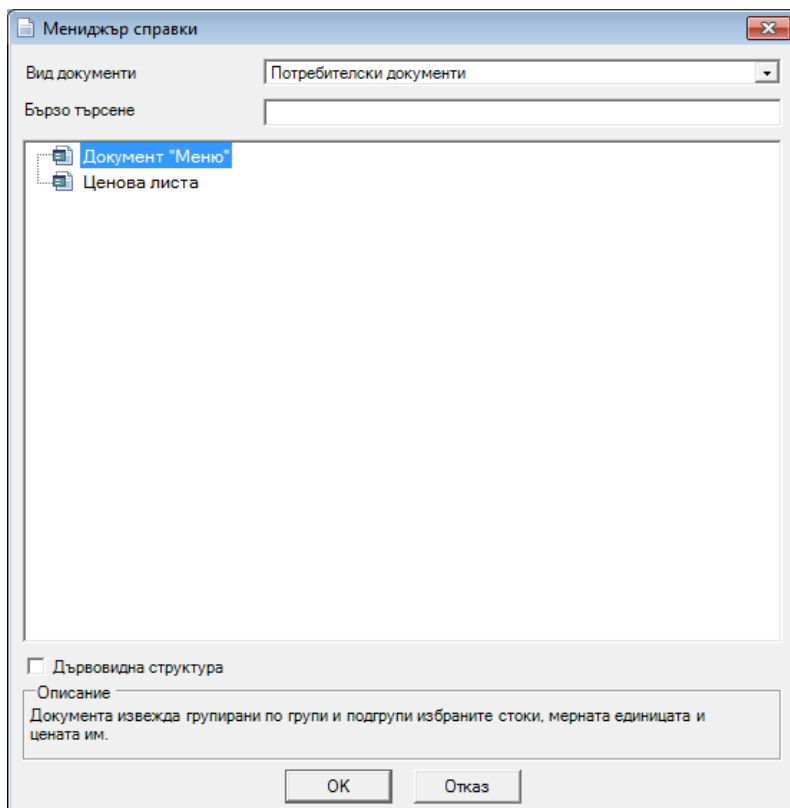 Мениджър справки
Вид документи
Потребителски документи
Бързо търсене
Документ "Меню"
Ценова листа
Дървовидна структура
Описание
Документа извежда групирани по групи и подгрупи избраните стоки, мерната единицата и
цената им.
OK
Отказ